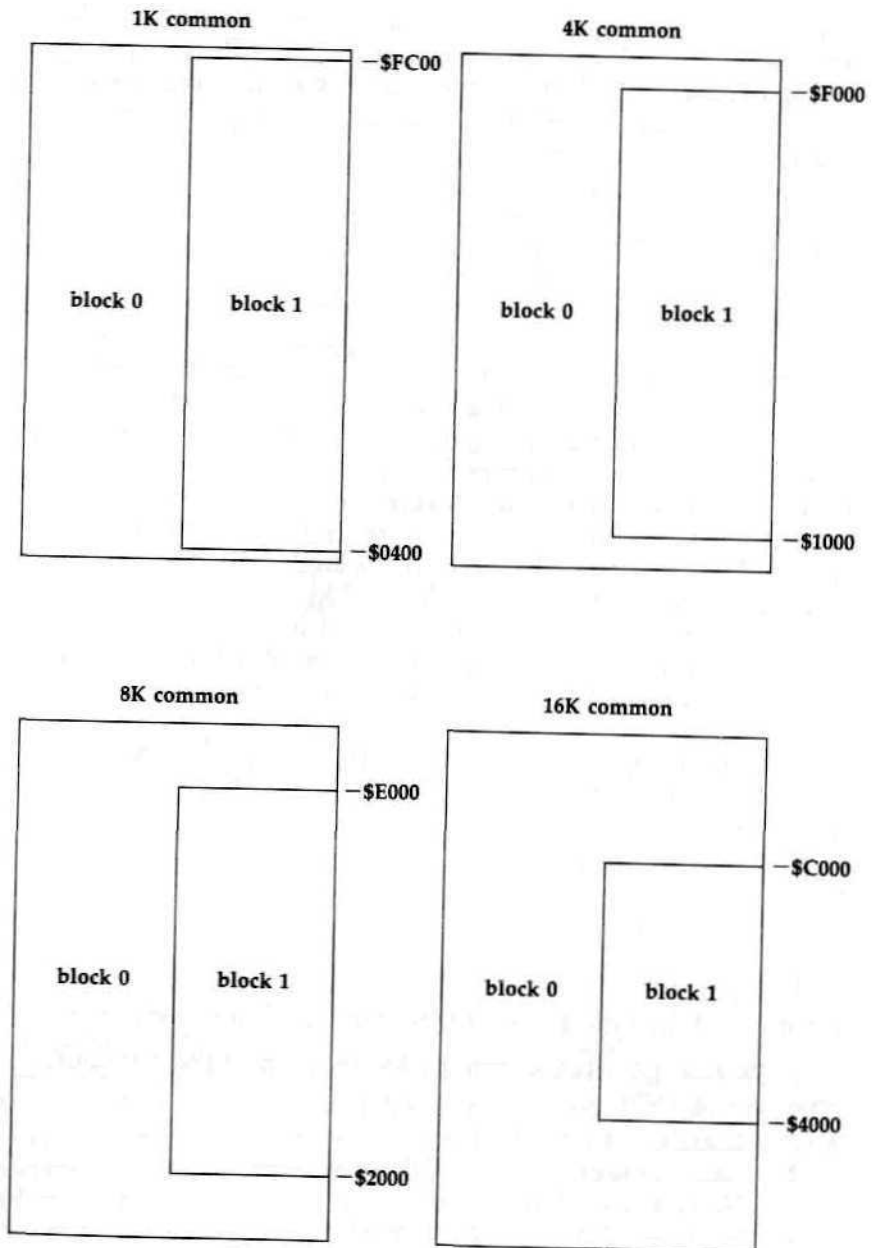 1K common
—$FC00
block 0
block 1
—$0400
4K common
—$F000
block 0
block 1
—$1000
8K common
—$E000
block 0
block 1
—$2000
16K common
—$C000
block 0
block 1
—$4000